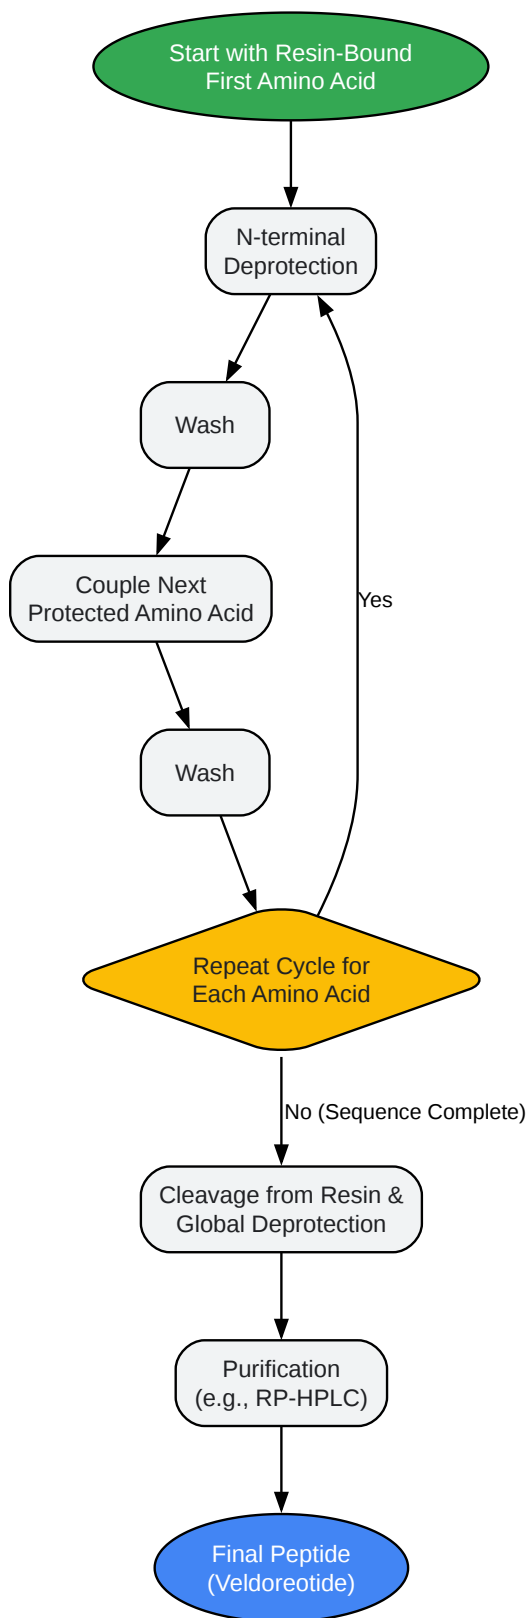 Start with Resin-Bound
First Amino Acid
N-terminal
Deprotection
Wash
Couple Next
Protected Amino Acid
Yes
Wash
Repeat Cycle for
Each Amino Acid
No (Sequence Complete)
Cleavage from Resin &
Global Deprotection
Purification
(e.g., RP-HPLC)
Final Peptide
(Veldoreotide)